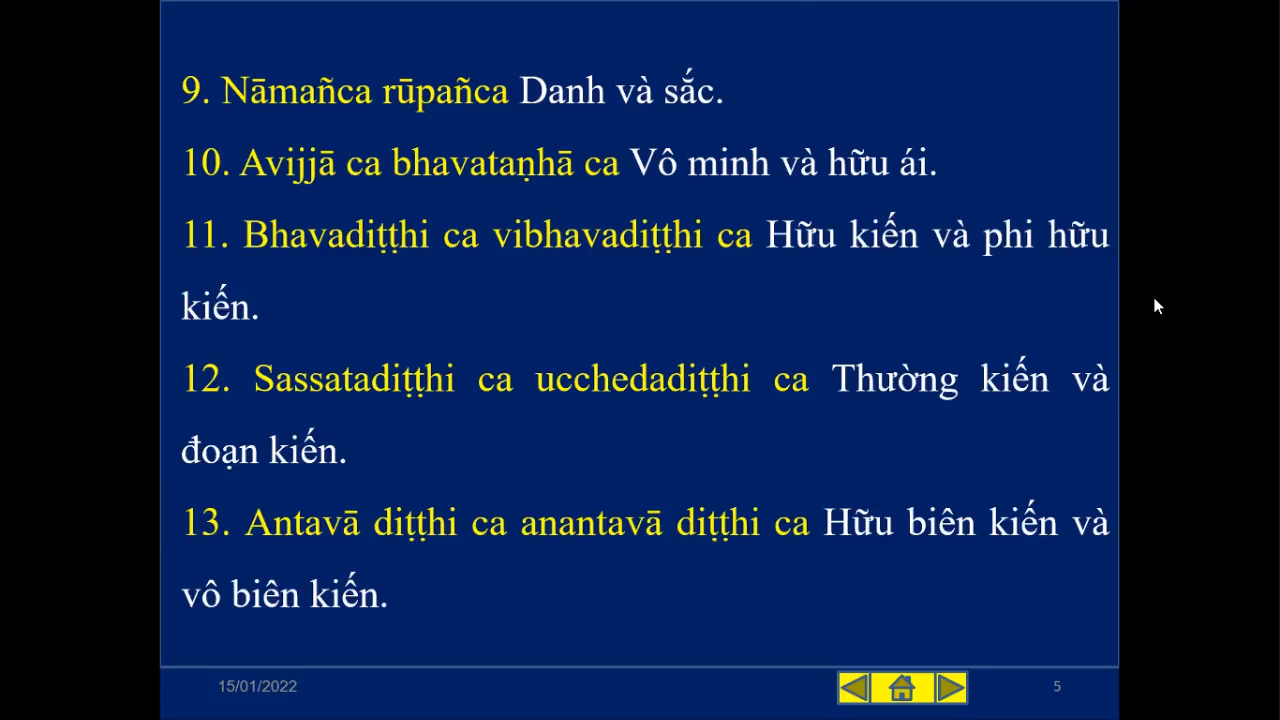 9. Nāmañca rūpañca Danh và sắc.
10. Avijjā ca bhavataṇhā ca Vô minh và hữu ái.
11. Bhavadiṭṭhi ca vibhavadiṭṭhi ca Hữu kiến và phi hữu
kiến.
12. Sassatadiṭṭhi ca ucchedadiṭṭhi ca Thường kiến và
đoạn kiến.
13. Antavā diṭṭhi ca anantavā diṭṭhi ca Hữu biên kiến và
vô biên kiến.
15/01/2022
5